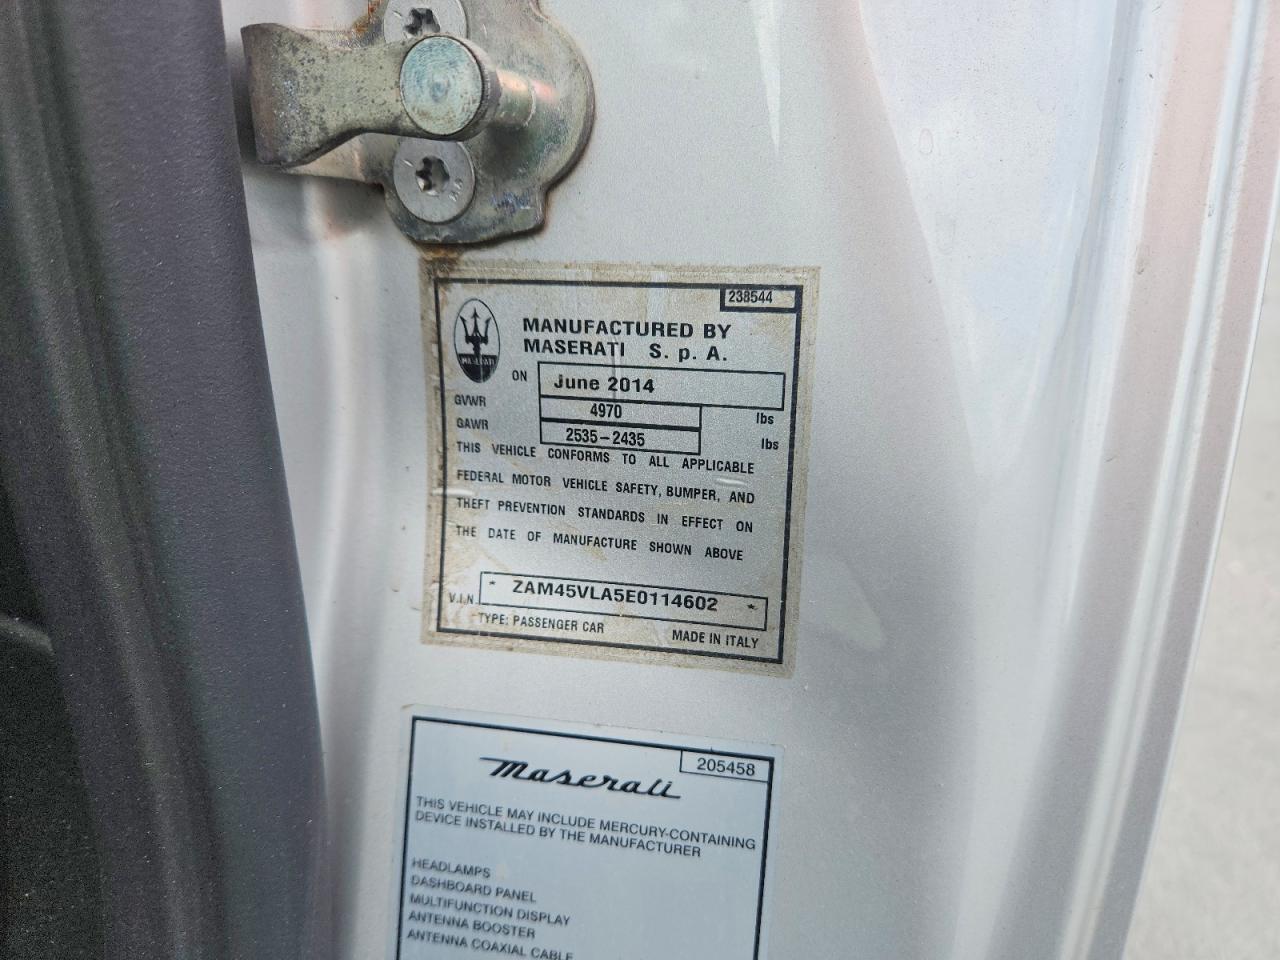 238544
MASERATI
MANUFACTURED BY
MASERATI S. p. A.
ON June 2014
GVWR 4970 lbs
GAWR 2535-2435 lbs
THIS VEHICLE CONFORMS TO ALL APPLICABLE
FEDERAL MOTOR VEHICLE SAFETY, BUMPER, AND
THEFT PREVENTION STANDARDS IN EFFECT ON
THE DATE OF MANUFACTURE SHOWN ABOVE
V.I.N. * ZAM45VLA5E0114602 *
TYPE: PASSENGER CAR MADE IN ITALY
205458
Maserati
THIS VEHICLE MAY INCLUDE MERCURY-CONTAINING
DEVICE INSTALLED BY THE MANUFACTURER
HEADLAMPS
DASHBOARD PANEL
MULTIFUNCTION DISPLAY
ANTENNA BOOSTER
ANTENNA COAXIAL CABLE